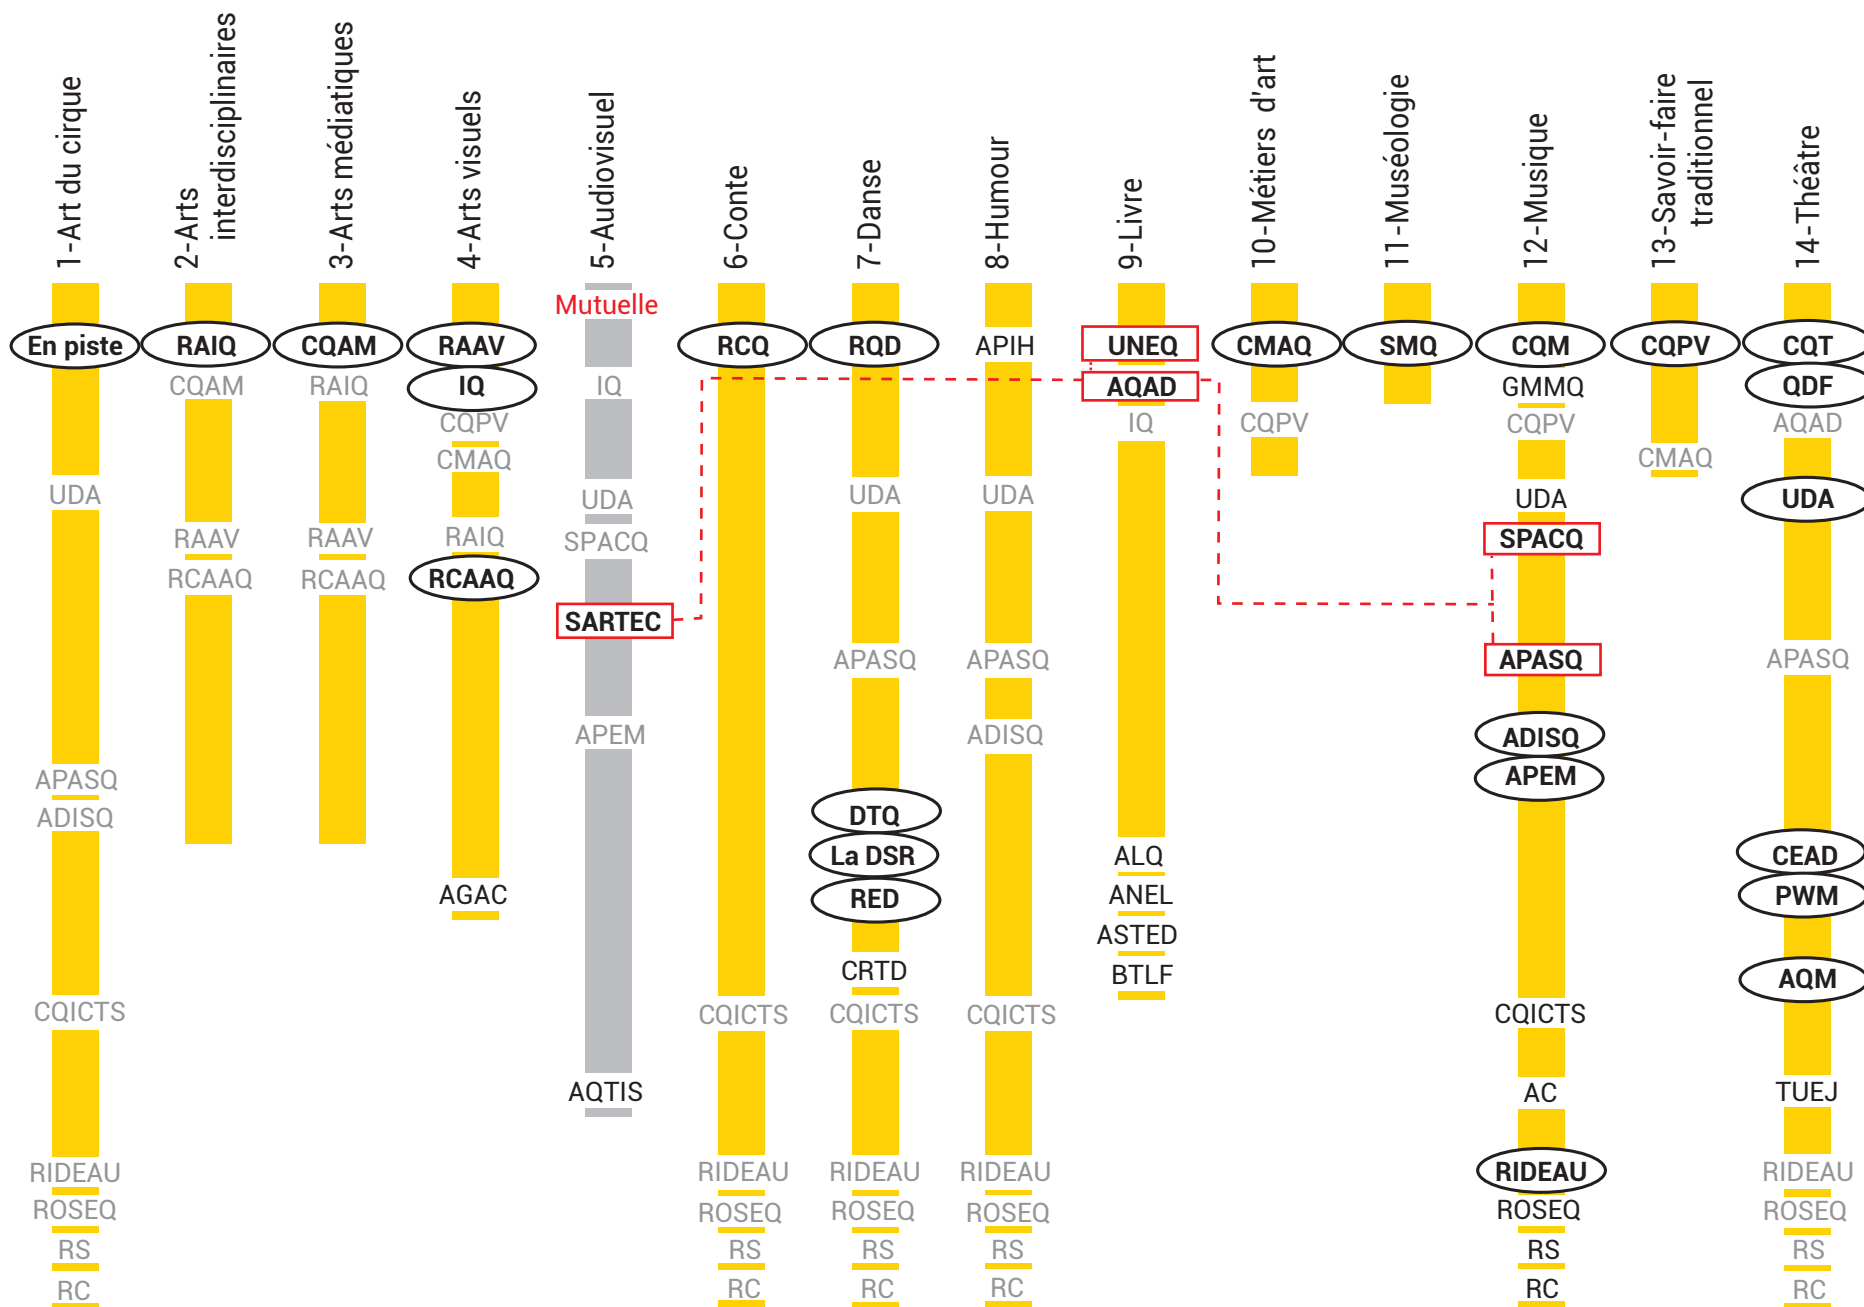 1-Art du cirque
En piste
UDA
APASQ
ADISQ
CQICTS
RIDEAU
ROSEQ
RS
RC
2-Arts
interdisciplinaires
RAIQ
CQAM
RAAV
RCAAQ
3-Arts médiatiques
CQAM
RAIQ
RAAV
RCAAQ
4-Arts visuels
RAAV
IQ
CQPV
CMAQ
RAIQ
RCAAQ
AGAC
5-Audiovisuel
Mutuelle
IQ
UDA
SPACQ
SARTEC
APEM
AQTIS
6-Conte
RCQ
CQICTS
RIDEAU
ROSEQ
RS
RC
7-Danse
RQD
UDA
APASQ
DTQ
La DSR
RED
CRTD
CQICTS
RIDEAU
ROSEQ
RS
RC
8-Humour
APIH
UDA
APASQ
ADISQ
CQICTS
RIDEAU
ROSEQ
RS
RC
9-Livre
UNEQ
AQAD
IQ
ALQ
ANEL
ASTED
BTLF
10-Métiers d'art
CMAQ
CQPV
11-Muséologie
SMQ
12-Musique
CQM
GMMQ
CQPV
UDA
SPACQ
APASQ
ADISQ
APEM
CQICTS
AC
RIDEAU
ROSEQ
RS
RC
13-Savoir-faire
traditionnel
CQPV
CMAQ
14-Théâtre
CQT
QDF
AQAD
UDA
APASQ
CEAD
PWM
AQM
TUEJ
RIDEAU
ROSEQ
RS
RC